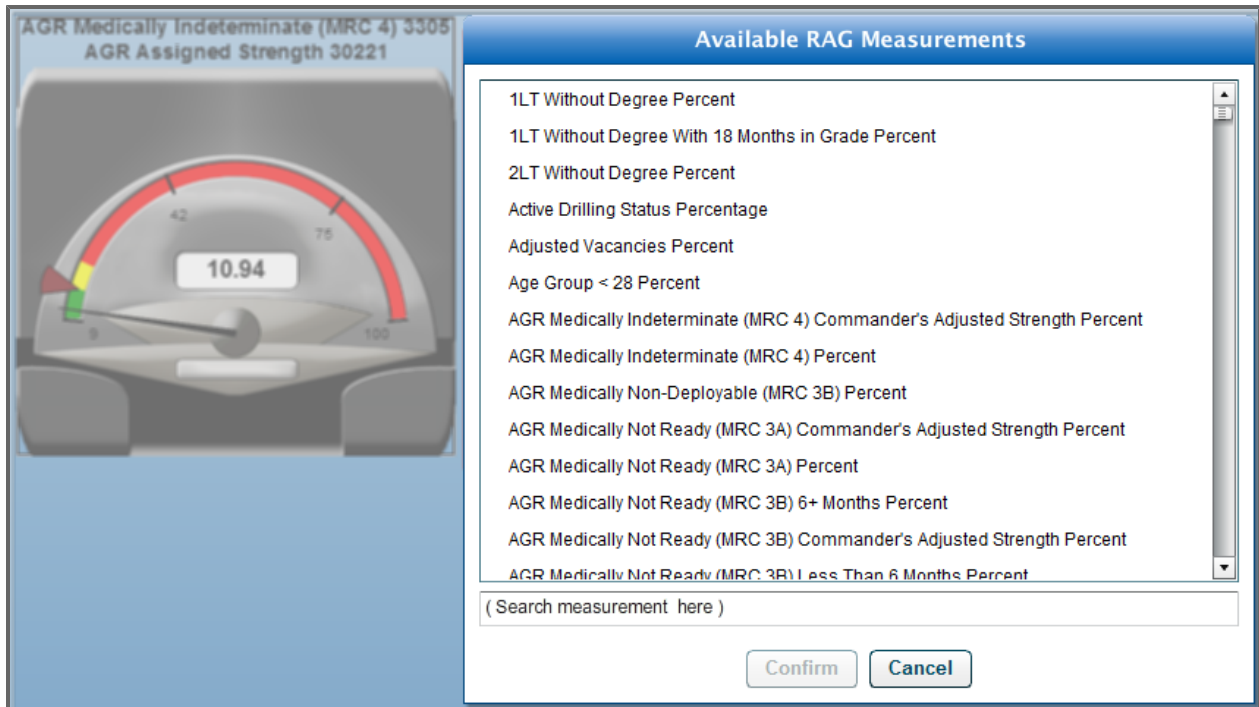 AGR Medically Indeterminate (MRC 4) 3305
AGR Assigned Strength 30221
42
75
10.94
9
100
Available RAG Measurements
1LT Without Degree Percent
1LT Without Degree With 18 Months in Grade Percent
2LT Without Degree Percent
Active Drilling Status Percentage
Adjusted Vacancies Percent
Age Group < 28 Percent
AGR Medically Indeterminate (MRC 4) Commander's Adjusted Strength Percent
AGR Medically Indeterminate (MRC 4) Percent
AGR Medically Non-Deployable (MRC 3B) Percent
AGR Medically Not Ready (MRC 3A) Commander's Adjusted Strength Percent
AGR Medically Not Ready (MRC 3A) Percent
AGR Medically Not Ready (MRC 3B) 6+ Months Percent
AGR Medically Not Ready (MRC 3B) Commander's Adjusted Strength Percent
AGR Medically Not Ready (MRC 3B) Less Than 6 Months Percent
( Search measurement here )
Confirm Cancel